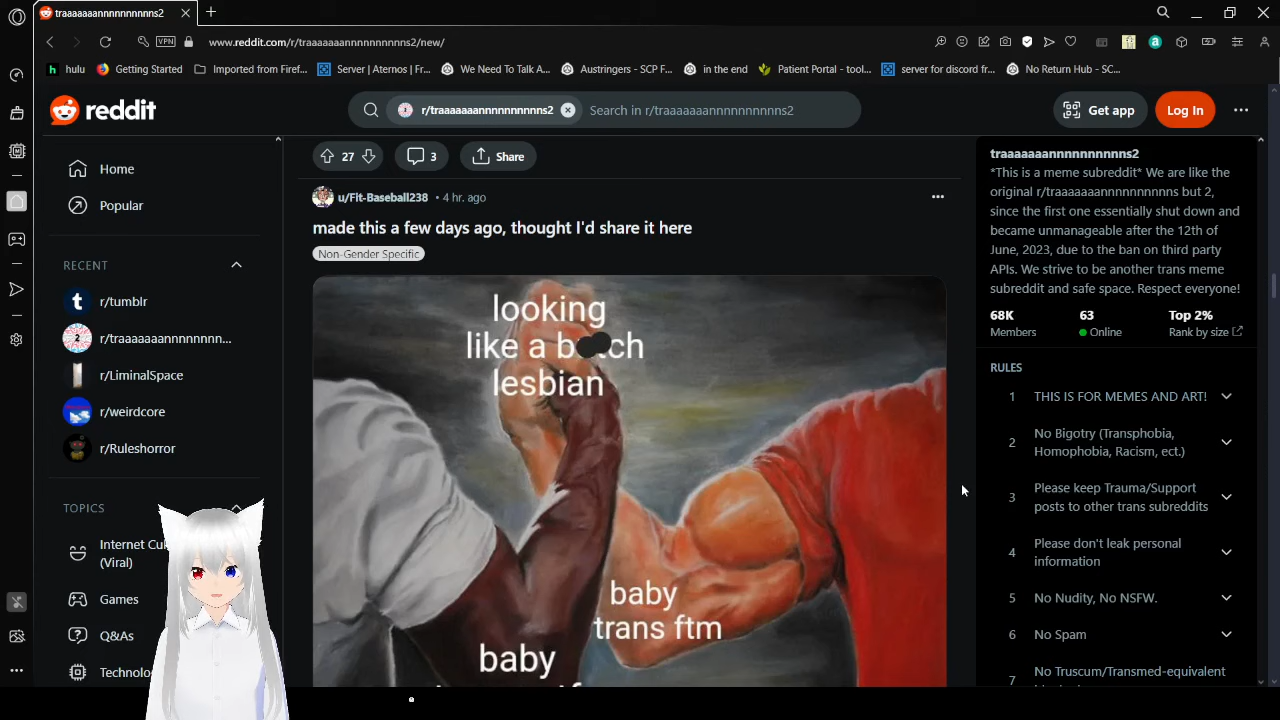 traaaaaaannnnnnnnnns2
VPN
www.reddit.com/r/traaaaaaannnnnnnnnns2/new/
hulu
Getting Started
Imported from Firef...
Server | Aternos | Fr...
We Need To Talk A...
Austringers - SCP F...
in the end
Patient Portal - tool...
server for discord fr...
No Return Hub - SC...
reddit
r/traaaaaaannnnnnnnnns2
Search in r/traaaaaaannnnnnnnnns2
Get app
Log In
Home
Popular
RECENT
r/tumblr
r/traaaaaaannnnnnn...
r/LiminalSpace
r/weirdcore
r/Ruleshorror
TOPICS
Internet Cul
(Viral)
Games
Q&As
Technolo
27
3
Share
u/Fit-Baseball238 • 4 hr. ago
made this a few days ago, thought I'd share it here
Non-Gender Specific
looking
like a b tch
lesbian
baby
trans ftm
baby
traaaaaaannnnnnnnnns2
*This is a meme subreddit* We are like the
original r/traaaaaaannnnnnnnnns but 2,
since the first one essentially shut down and
became unmanageable after the 12th of
June, 2023, due to the ban on third party
APIs. We strive to be another trans meme
subreddit and safe space. Respect everyone!
68K
Members
63
Online
Top 2%
Rank by size
RULES
1 THIS IS FOR MEMES AND ART!
2 No Bigotry (Transphobia,
Homophobia, Racism, ect.)
3 Please keep Trauma/Support
posts to other trans subreddits
4 Please don't leak personal
information
5 No Nudity, No NSFW.
6 No Spam
7 No Truscum/Transmed-equivalent